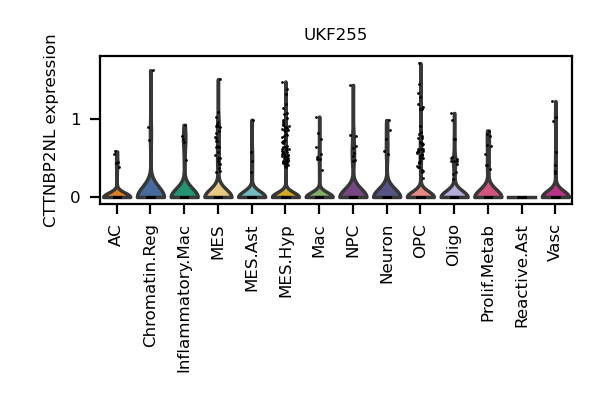 UKF255
CTTNBP2NL expression
1
0
AC
Chromatin.Reg
Inflammatory.Mac
MES
MES.Ast
MES.Hyp
Mac
NPC
Neuron
OPC
Oligo
Prolif.Metab
Reactive.Ast
Vasc